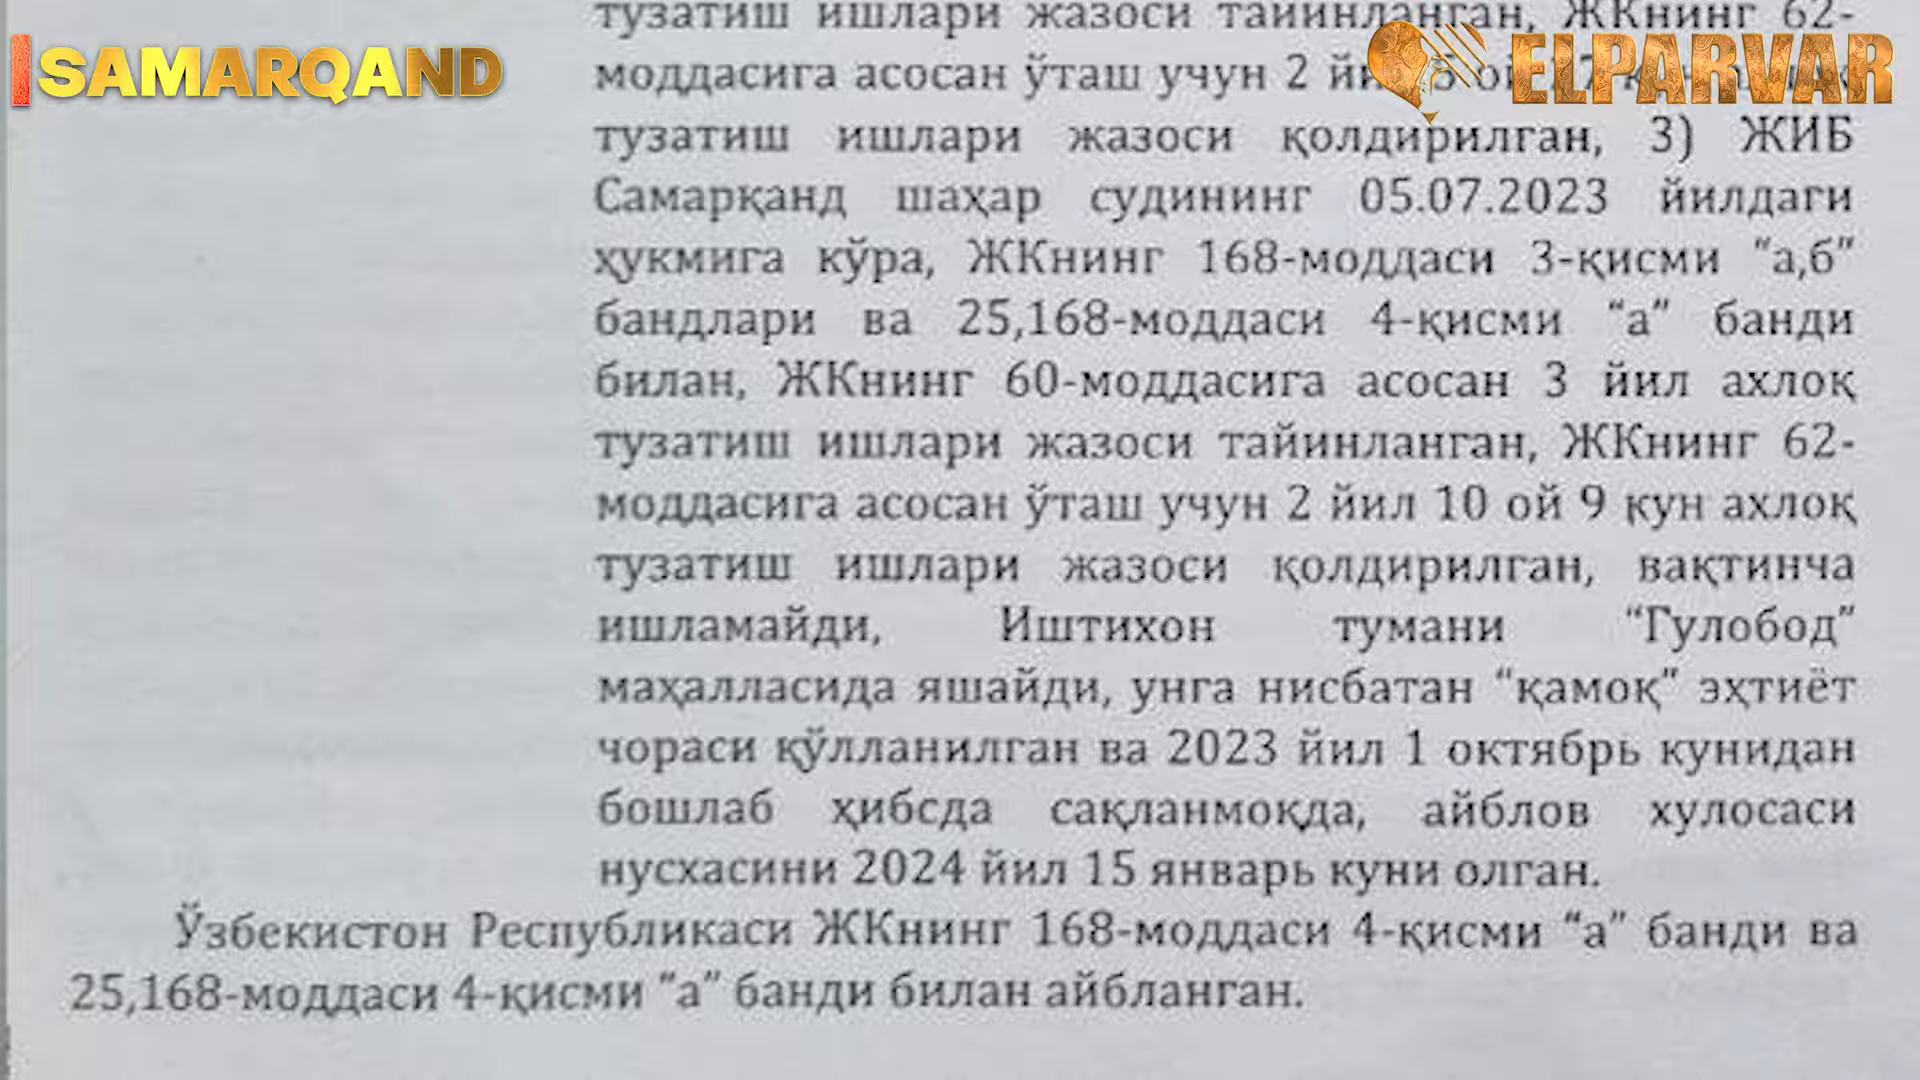 SAMARQAND
ELPARVAR
тузатиш ишлари жазоси тайинланган, ЖКнинг 62-
моддасига асосан ўташ учун 2
тузатиш ишлари жазоси қолдирилган, 3) ЖИБ
Самарқанд шаҳар судининг 05.07.2023 йилдаги
ҳукмига кўра, ЖКнинг 168-моддаси 3-қисми “а,б”
бандлари ва 25,168-моддаси 4-қисми “а” банди
билан, ЖКнинг 60-моддасига асосан 3 йил ахлоқ
тузатиш ишлари жазоси тайинланган, ЖКнинг 62-
моддасига асосан ўташ учун 2 йил 10 ой 9 кун ахлоқ
тузатиш ишлари жазоси қолдирилган, вақтинча
ишламайди, Иштихон тумани “Гулобод”
маҳалласида яшайди, унга нисбатан “қамоқ” эҳтиёт
чораси қўлланилган ва 2023 йил 1 октябрь кунидан
бошлаб ҳибсда сақланмоқда, айблов хулосаси
нусхасини 2024 йил 15 январь куни олган.
Ўзбекистон Республикаси ЖКнинг 168-моддаси 4-қисми “а” банди ва
25,168-моддаси 4-қисми “а” банди билан айбланган.